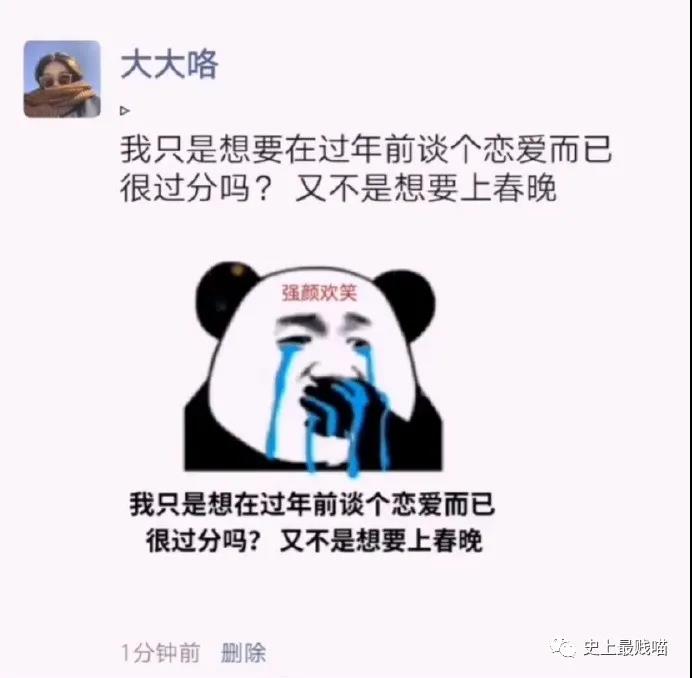 大大咯
我只是想要在过年前谈个恋爱而已
很过分吗？ 又不是想要上春晚
强颜欢笑
我只是想在过年前谈个恋爱而已
很过分吗？ 又不是想要上春晚
1分钟前 删除
史上最贱喵